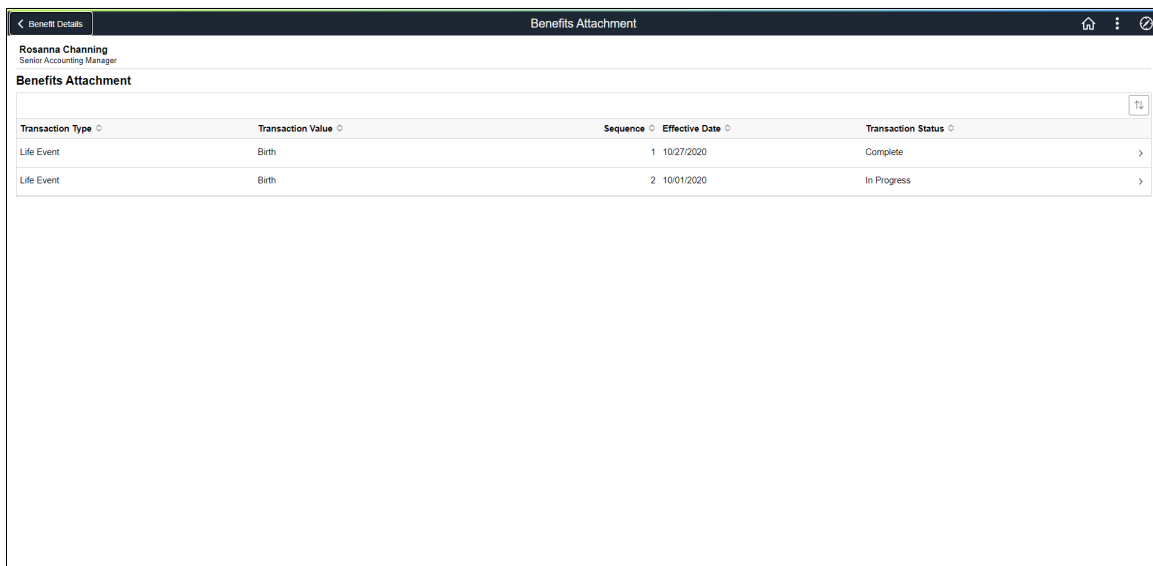 Benefit Details
Benefits Attachment
Rosanna Channing
Senior Accounting Manager
Benefits Attachment
Transaction Type Transaction Value Sequence Effective Date Transaction Status
Life Event Birth 1 10/27/2020 Complete
Life Event Birth 2 10/01/2020 In Progress